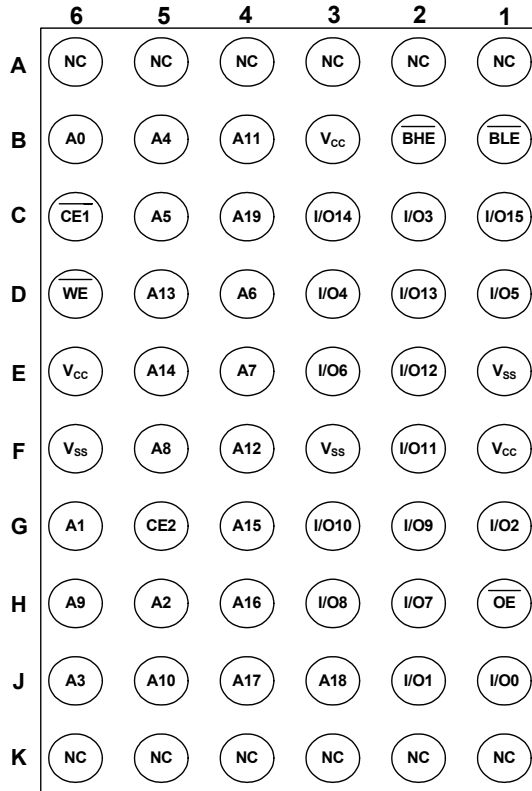 6 5 4 3 2 1
A NC NC NC NC NC NC
B A0 A4 A11 VCC BHE BLE
C CE1 A5 A19 I/O14 I/O3 I/O15
D WE A13 A6 I/O4 I/O13 I/O5
E VCC A14 A7 I/O6 I/O12 VSS
F VSS A8 A12 VSS I/O11 VCC
G A1 CE2 A15 I/O10 I/O9 I/O2
H A9 A2 A16 I/O8 I/O7 OE
J A3 A10 A17 A18 I/O1 I/O0
K NC NC NC NC NC NC